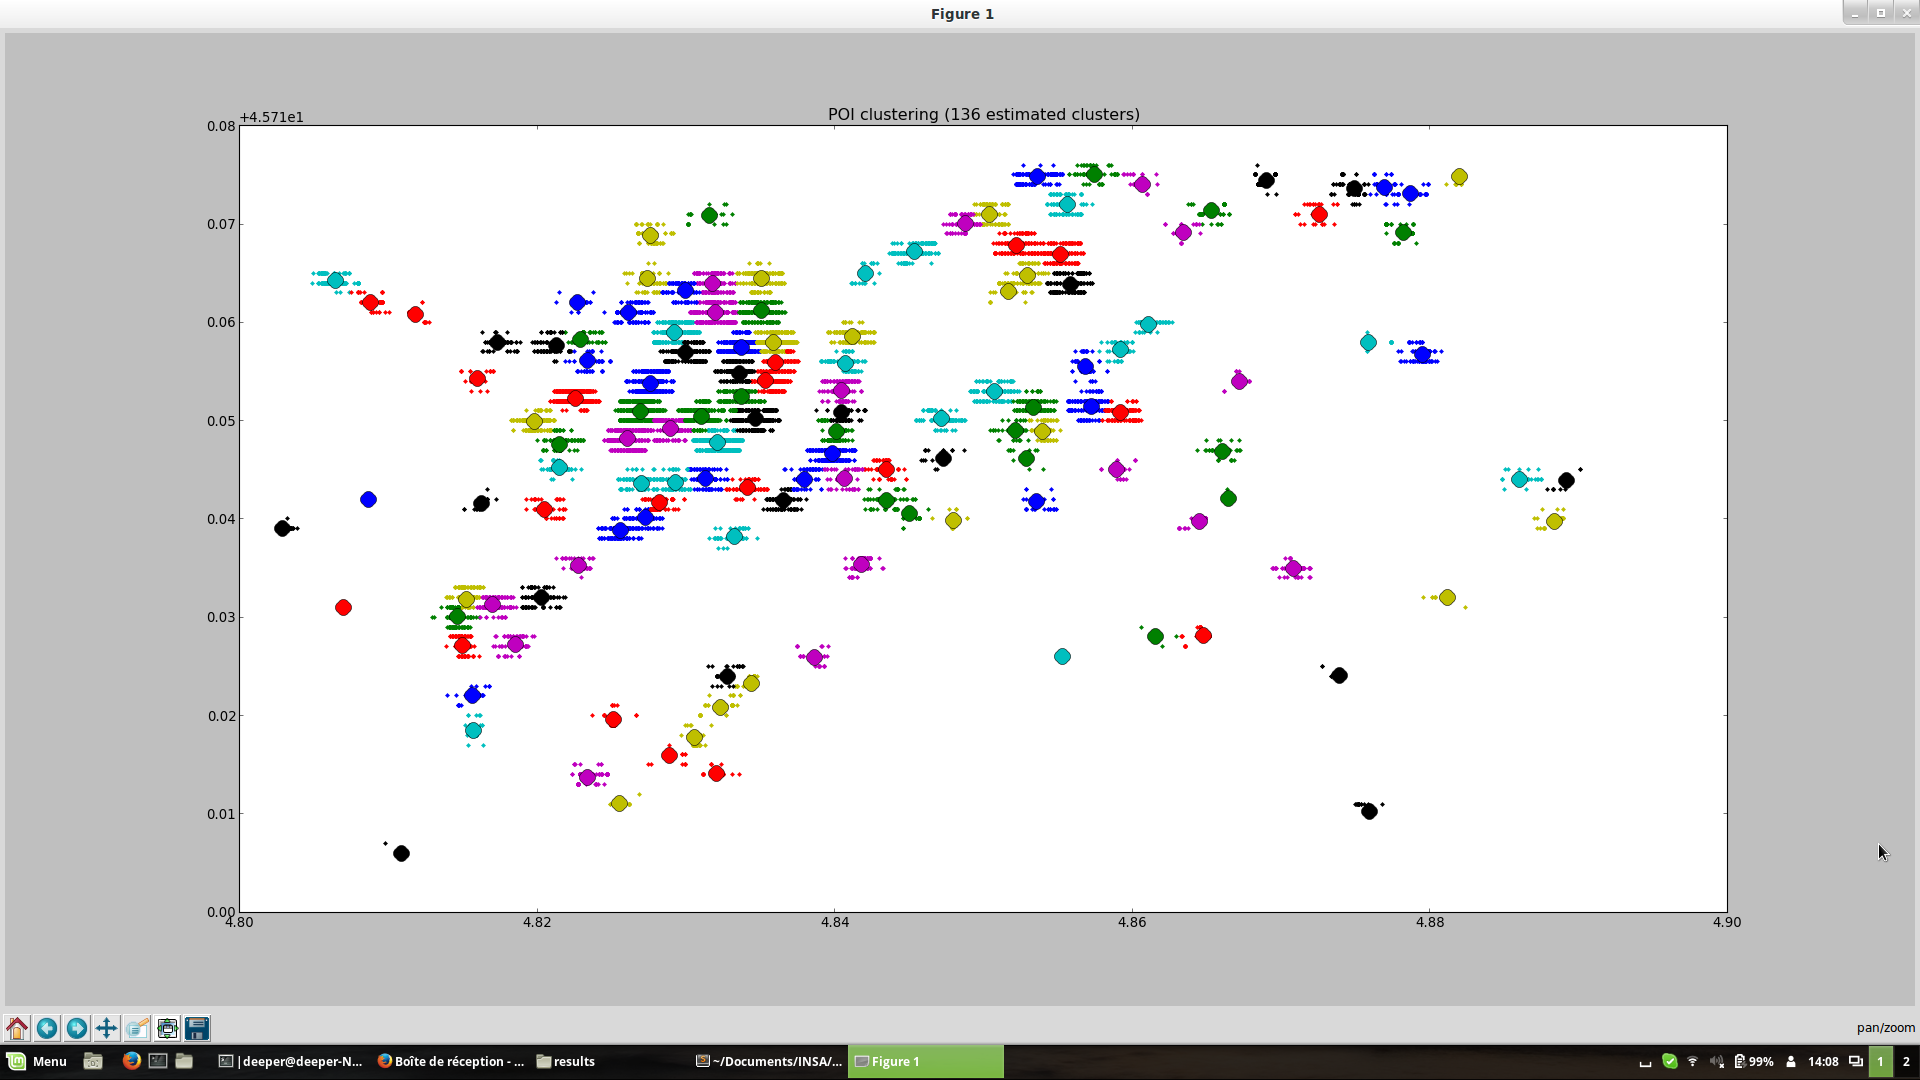 Figure 1
POI clustering (136 estimated clusters)
+4.571e1
0.08
0.07
0.06
0.05
0.04
0.03
0.02
0.01
0.00
4.80 4.82 4.84 4.86 4.88 4.90
pan/zoom
Menu |deeper@deeper-N... Boîte de réception - ... results ~/Documents/INSA/... Figure 1 99% 14:08 1 2